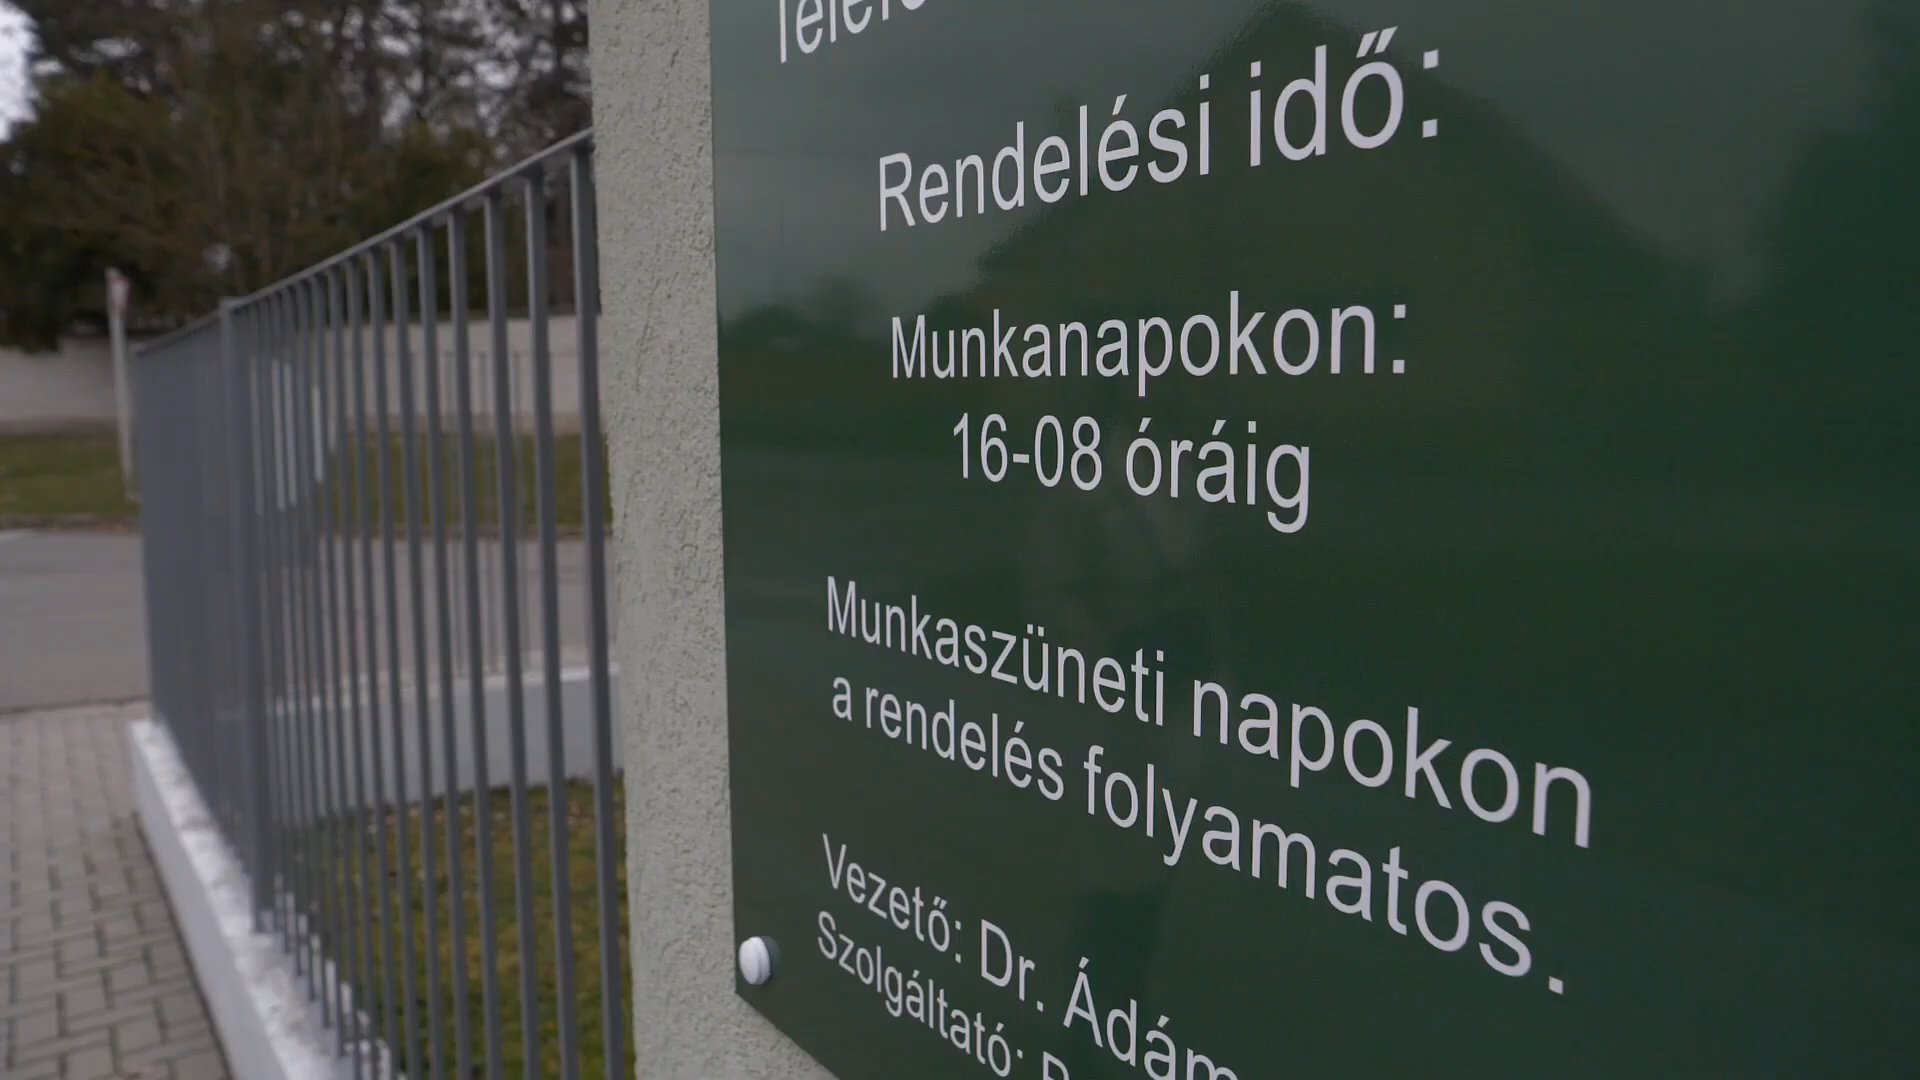 Rendelési idő:
Munkanapokon:
16-08 óráig
Munkaszüneti napokon
a rendelés folyamatos.
Vezető: Dr. Ádám
Szolgáltató: